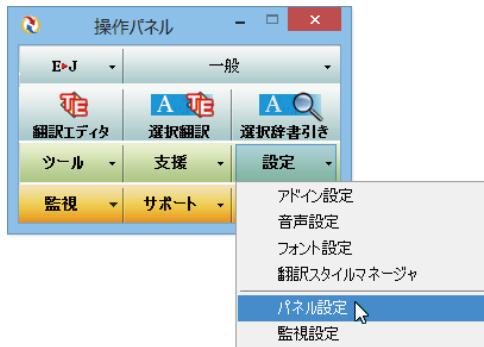 操作パネル
E▸J
一般
翻訳エディタ
選択翻訳
選択辞書引き
ツール
支援
設定
監視
サポート
アドイン設定
音声設定
フォント設定
翻訳スタイルマネージャ
パネル設定
監視設定